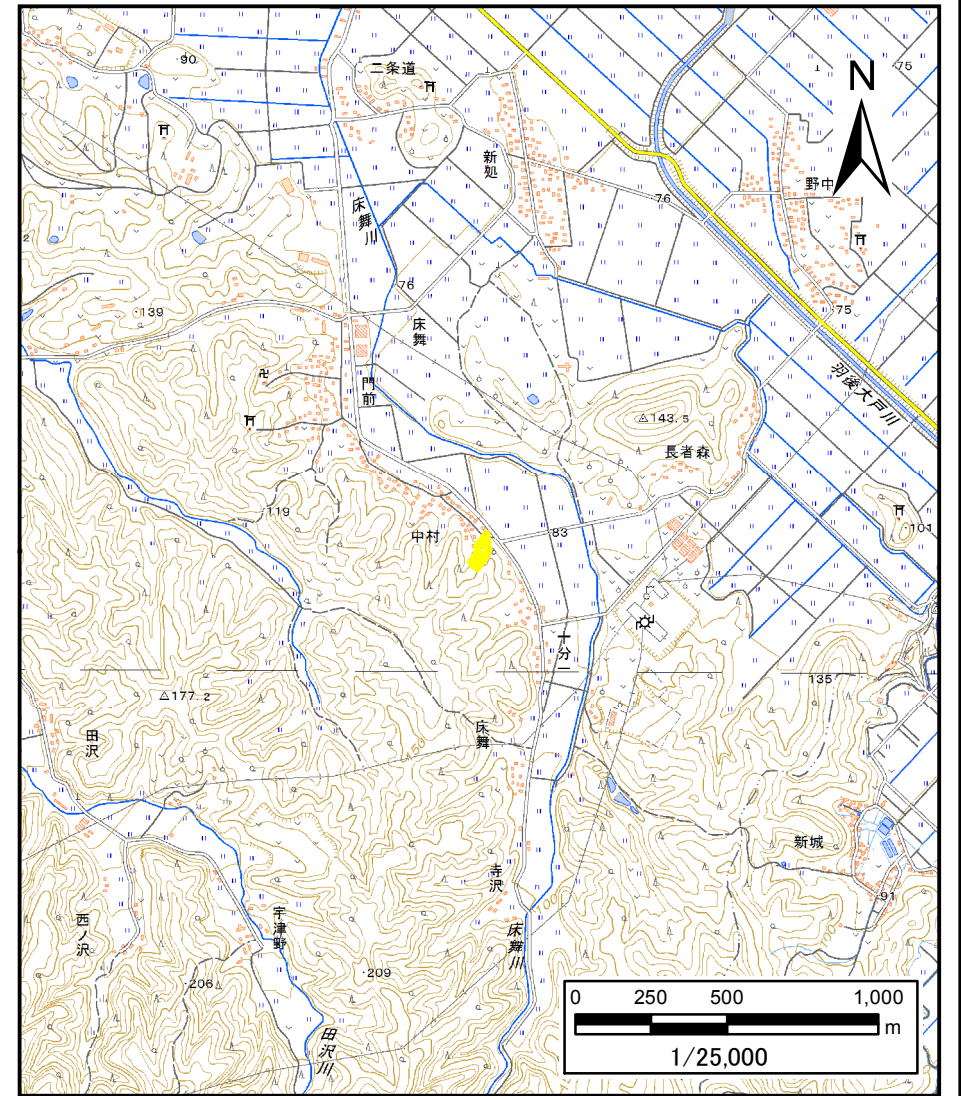 90
二条道
75
N
新処
野中
76
床舞川
76
75
139
床舞
門前
羽後大戸川
143.5
長者森
119
中村
83
101
十分一
135
177.2
田沢
床舞
150
新城
寺沢
100
91
西ノ沢
宇津野
床舞川
209
206
田沢川
0 250 500 1,000
m
1/25,000